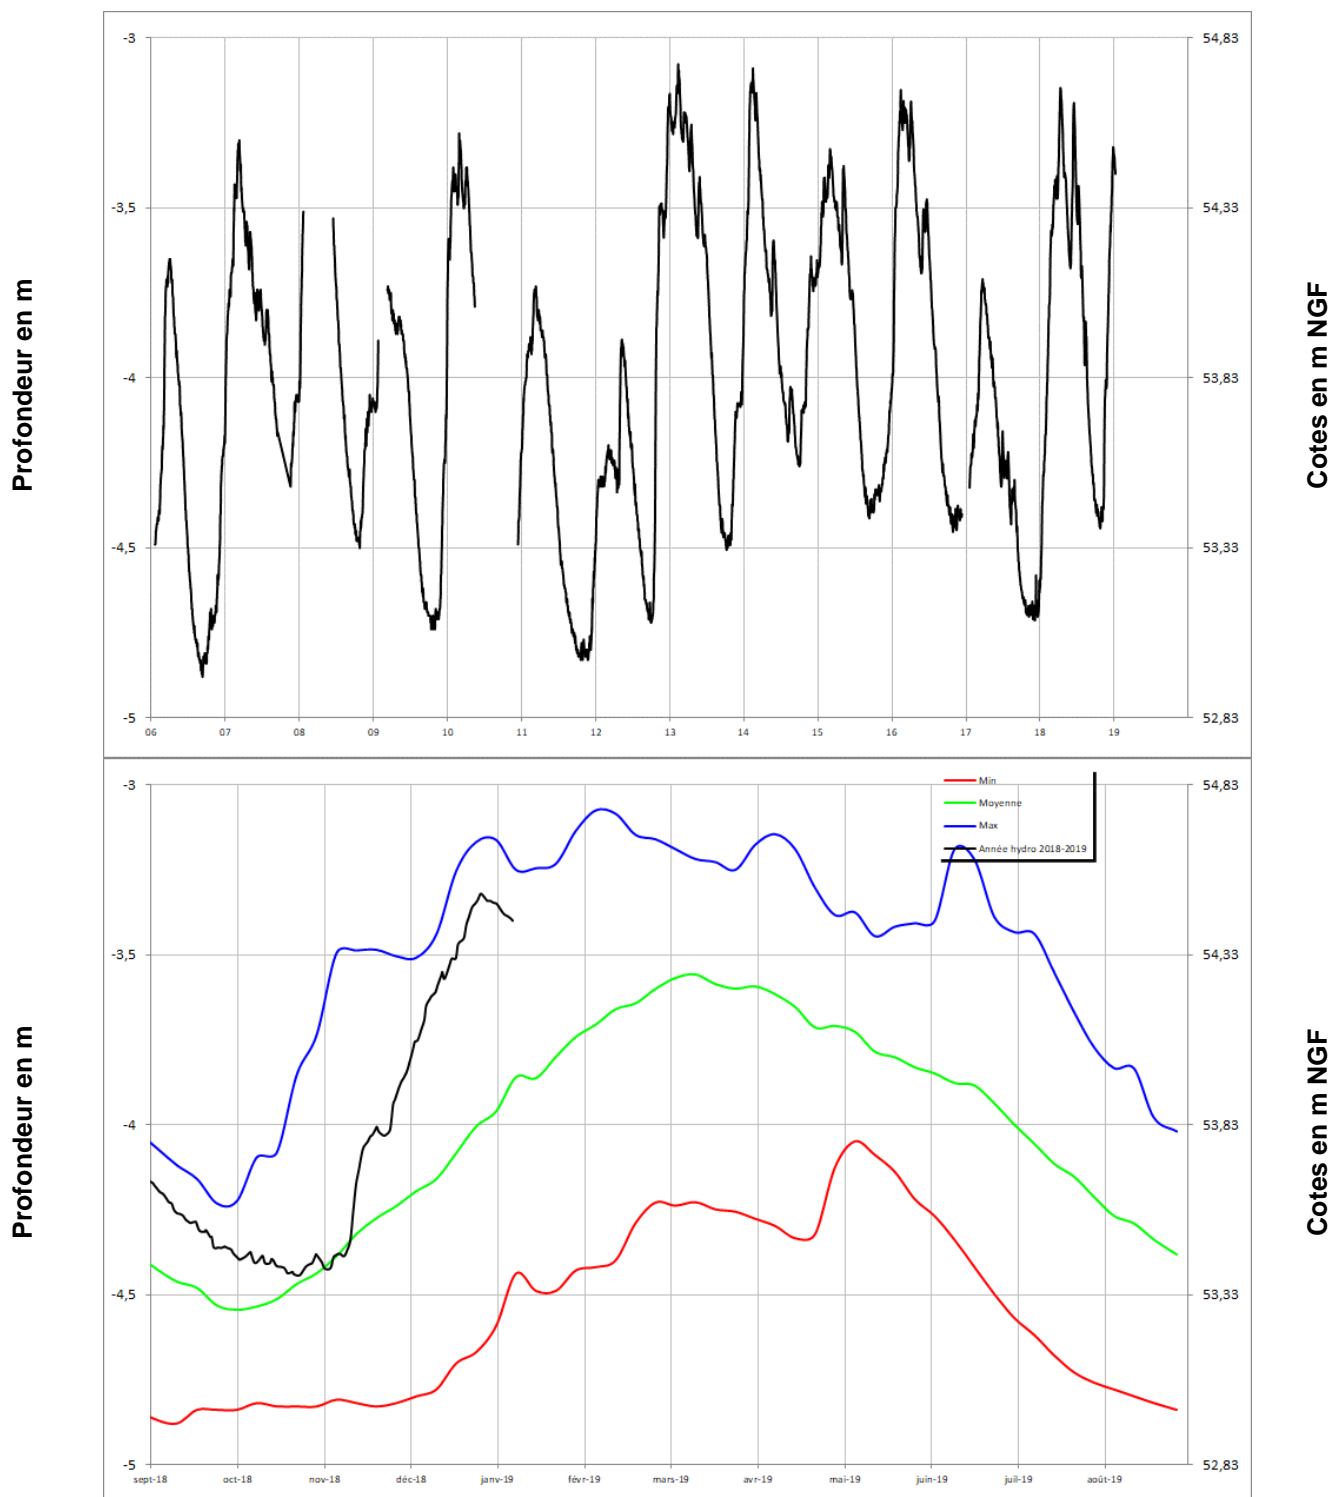 -3
54,83
-3,5
54,33
-4
53,83
-4,5
53,33
-5
52,83
06 07 08 09 10 11 12 13 14 15 16 17 18 19
Profondeur en m
Cotes en m NGF
-3
54,83
Min
Moyenne
Max
Année hydro 2018-2019
-3,5
54,33
-4
53,83
-4,5
53,33
-5
52,83
sept-18 oct-18 nov-18 déc-18 janv-19 févr-19 mars-19 avr-19 mai-19 juin-19 juil-19 août-19
Profondeur en m
Cotes en m NGF